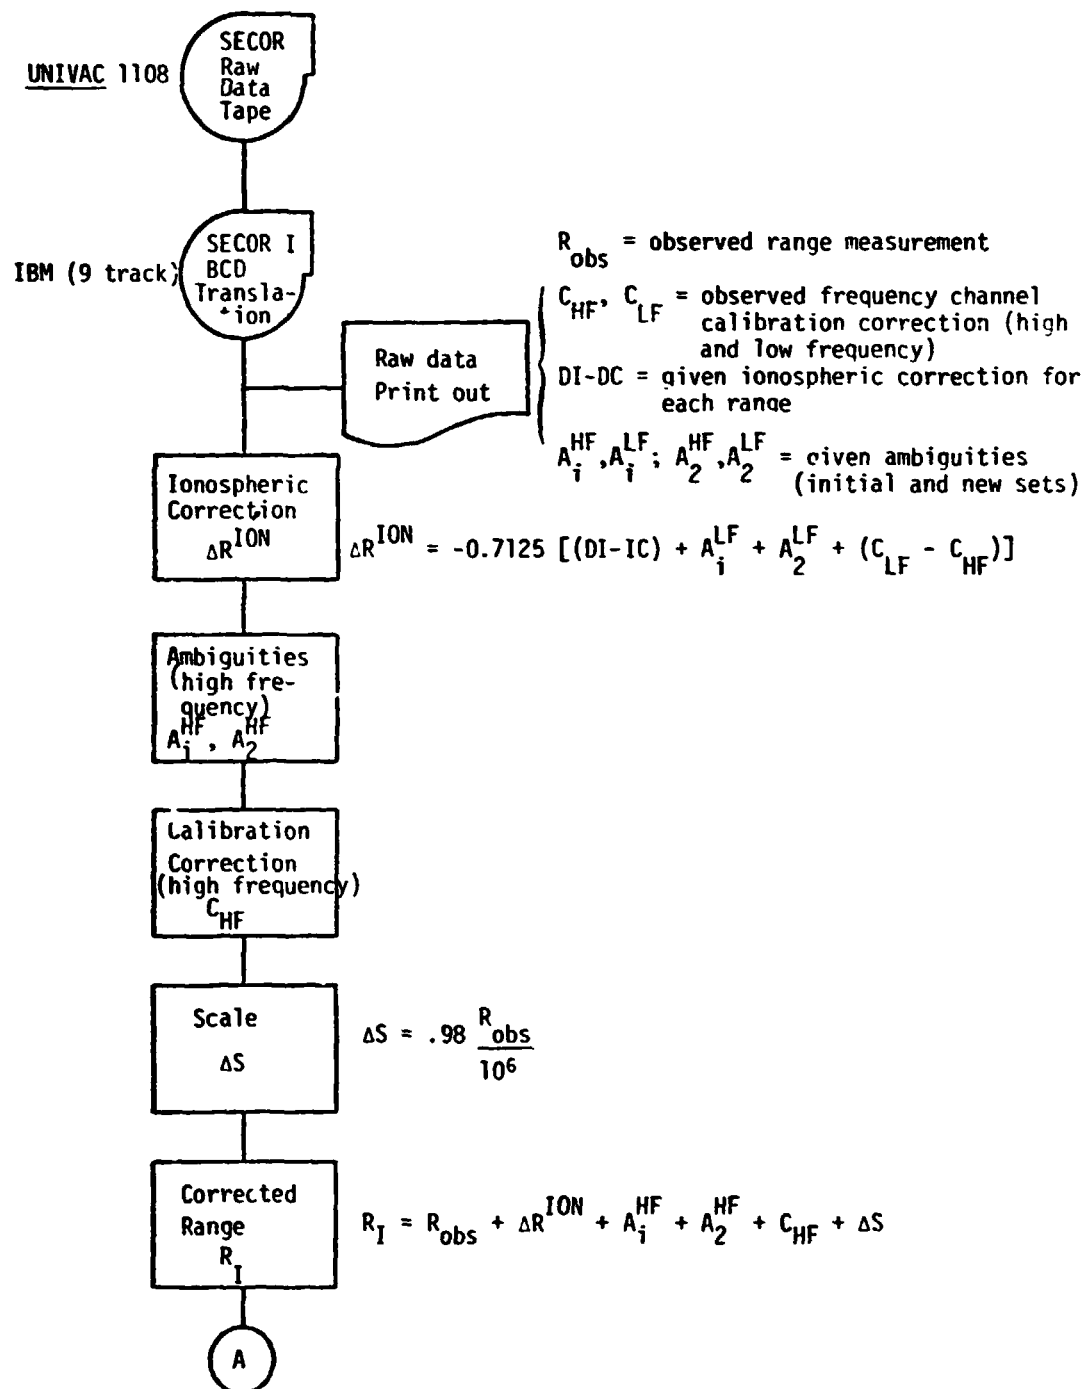 UNIVAC 1108
SECOR
Raw
Data
Tape
IBM (9 track)
SECOR I
BCD
Transla-
tion
Raw data
Print out
R_obs = observed range measurement
C_HF, C_LF = observed frequency channel
calibration correction (high
and low frequency)
DI-DC = given ionospheric correction for
each range
A_i^HF, A_i^LF; A_2^HF, A_2^LF = given ambiguities
(initial and new sets)
Ionospheric
Correction
ΔR^ION
ΔR^ION = -0.7125 [(DI-IC) + A_i^LF + A_2^LF + (C_LF - C_HF)]
Ambiguities
(high fre-
quency)
A_i^HF, A_2^HF
Calibration
Correction
(high frequency)
C_HF
Scale
ΔS
ΔS = .98 R_obs / 10^6
Corrected
Range
R_I
R_I = R_obs + ΔR^ION + A_i^HF + A_2^HF + C_HF + ΔS
A